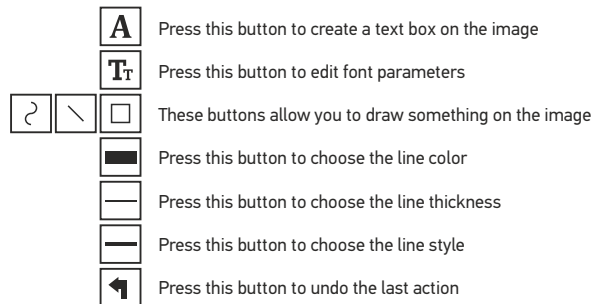 A Press this button to create a text box on the image
TT Press this button to edit font parameters
These buttons allow you to draw something on the image
Press this button to choose the line color
Press this button to choose the line thickness
Press this button to choose the line style
Press this button to undo the last action